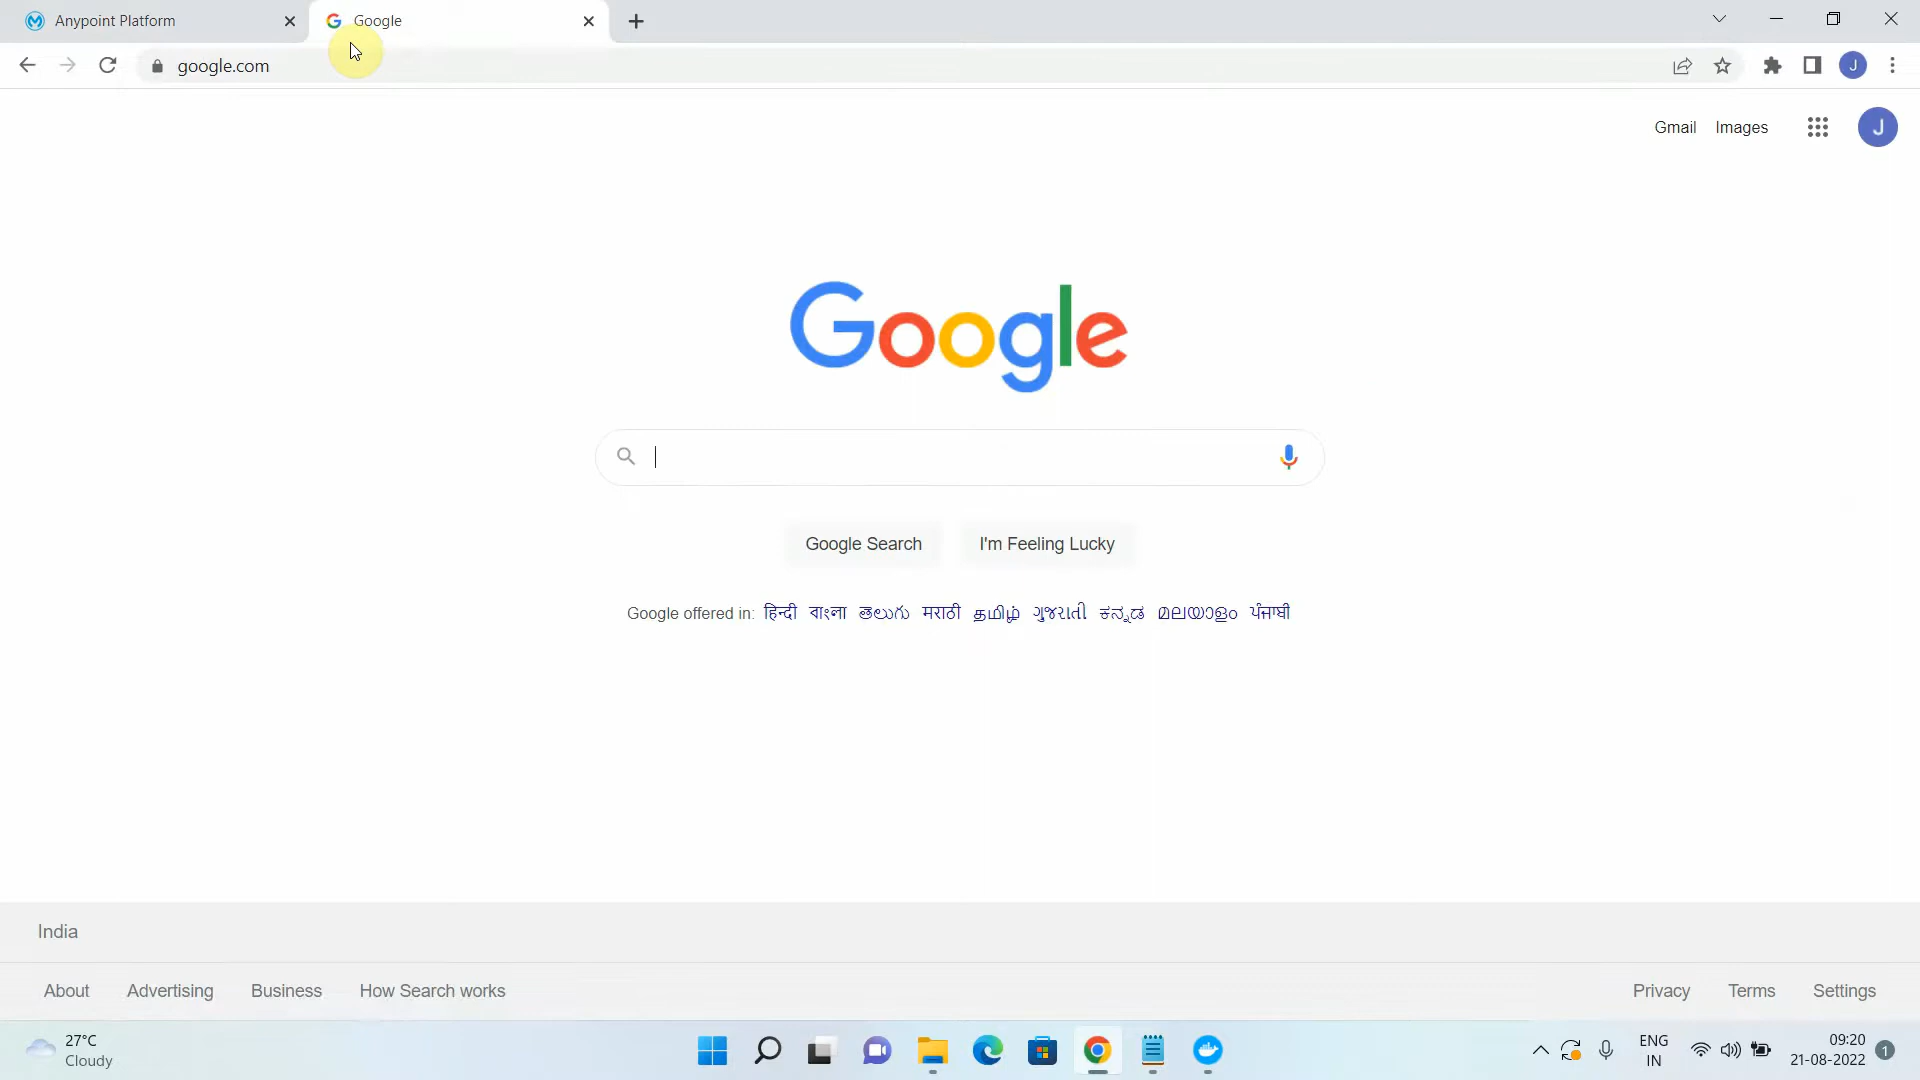 Anypoint Platform
Google
google.com
Gmail Images
J
J
Google
Google Search I'm Feeling Lucky
Google offered in: हिन्दी বাংলা తెలుగు मराठी தமிழ் ગુજરાતી ಕನ್ನಡ മലയാളം ਪੰਜਾਬੀ
India
About Advertising Business How Search works Privacy Terms Settings
27°C
Cloudy
ENG
IN
09:20
21-08-2022
1